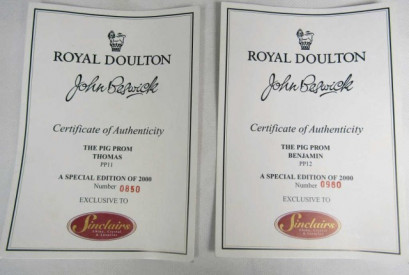 ROYAL DOULTON
John Beswick
Certificate of Authenticity
THE PIG PROM
THOMAS
PP11
A SPECIAL EDITION OF 2000
Number 0850
EXCLUSIVE TO
Sinclairs
ROYAL DOULTON
John Beswick
Certificate of Authenticity
THE PIG PROM
BENJAMIN
PP12
A SPECIAL EDITION OF 2000
Number 0980
EXCLUSIVE TO
Sinclairs